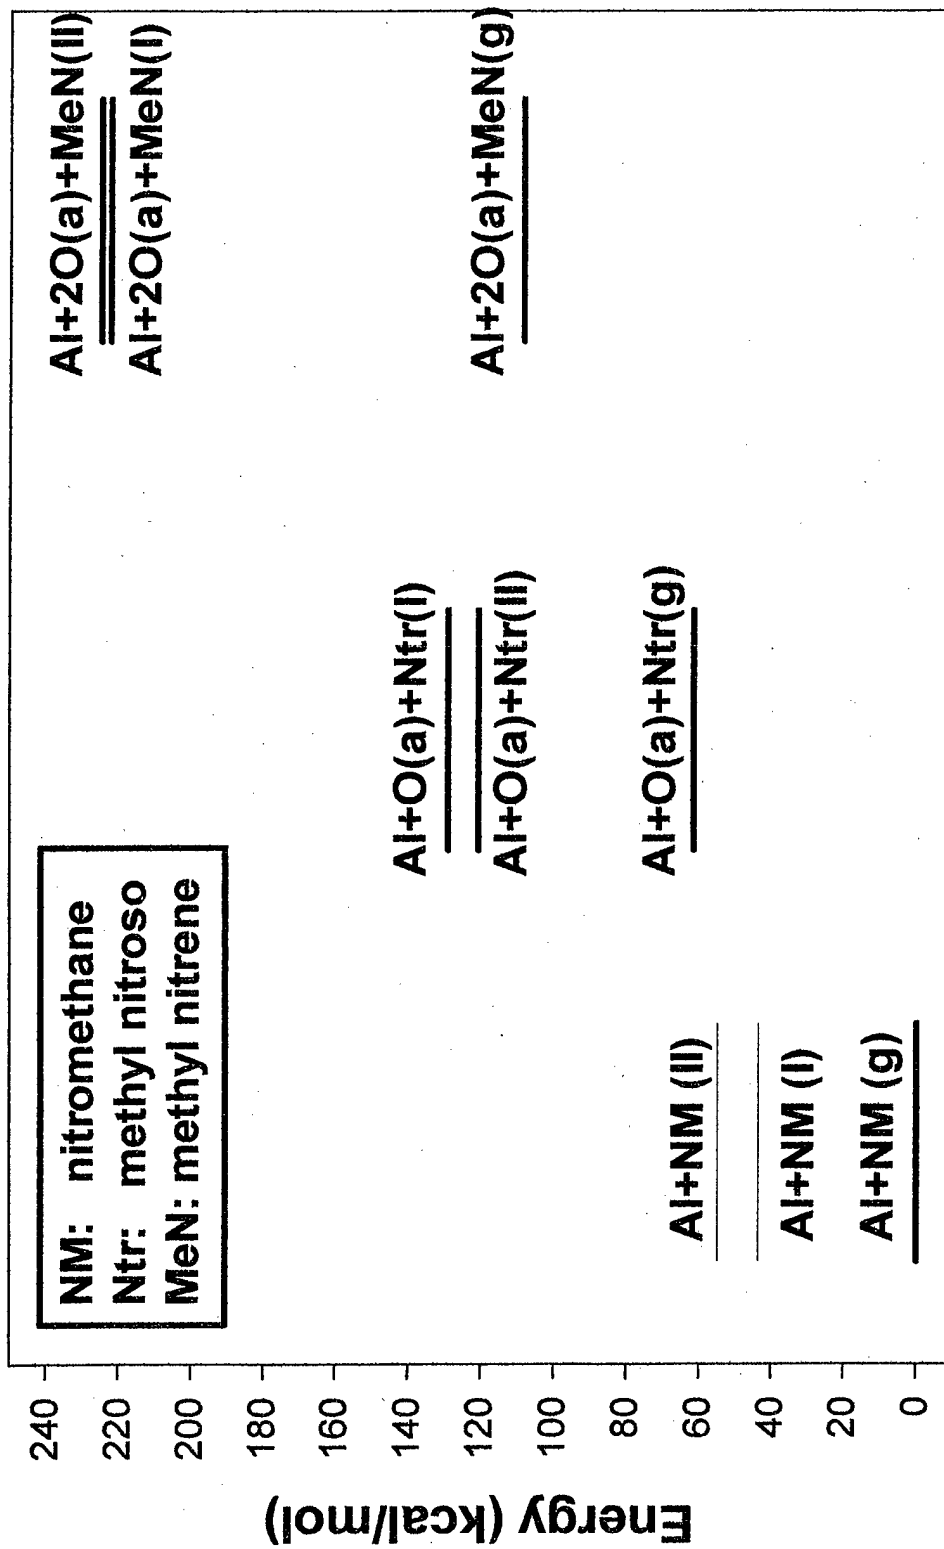 NM: nitromethane
Ntr: methyl nitroso
MeN: methyl nitrene
Al+2O(a)+MeN(II)
Al+2O(a)+MeN(I)
Al+O(a)+Ntr(I)
Al+O(a)+Ntr(II)
Al+2O(a)+MeN(g)
Al+O(a)+Ntr(g)
Al+NM (II)
Al+NM (I)
Al+NM (g)
240
220
200
180
160
140
120
100
80
60
40
20
0
Energy (kcal/mol)